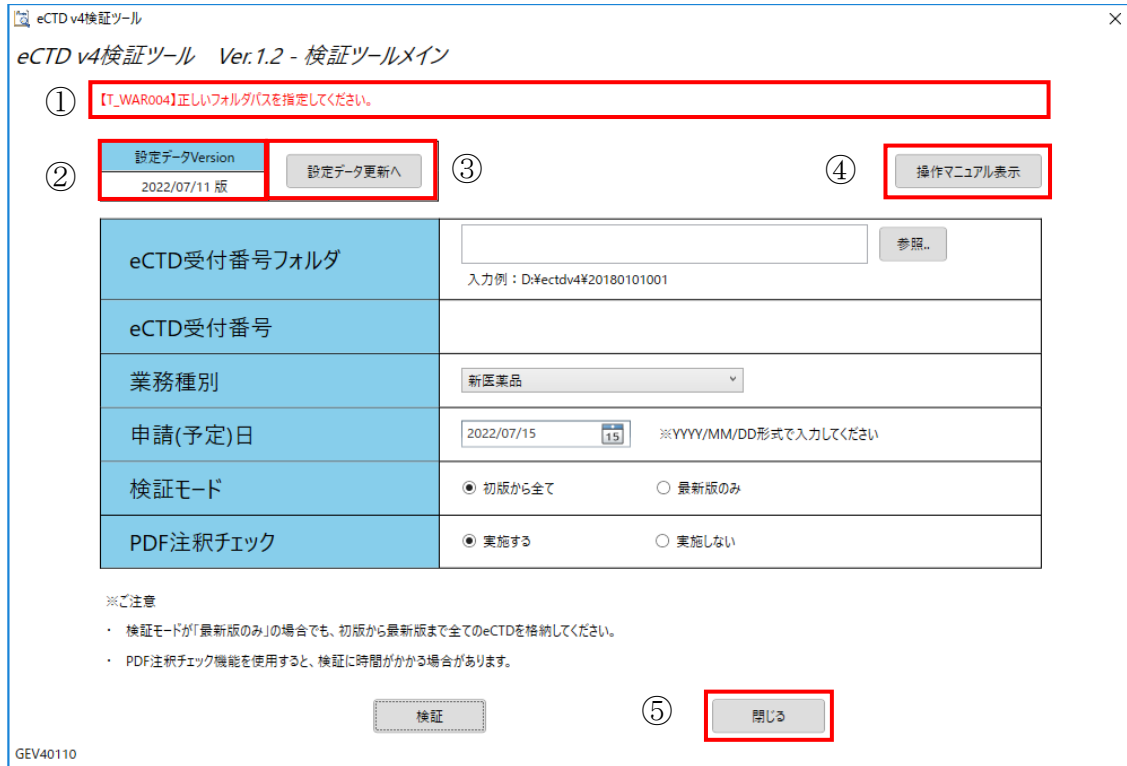 eCTD v4検証ツール
eCTD v4検証ツール Ver.1.2 - 検証ツールメイン
① 【T_WAR004】正しいフォルダパスを指定してください。
② 設定データVersion
2022/07/11 版
設定データ更新へ ③
④ 操作マニュアル表示
eCTD受付番号フォルダ
参照..
入力例：D:¥ectdv4¥20180101001
eCTD受付番号
業務種別 新医薬品
申請(予定)日 2022/07/15 15 ※YYYY/MM/DD形式で入力してください
検証モード 初版から全て 最新版のみ
PDF注釈チェック 実施する 実施しない
※ご注意
・ 検証モードが「最新版のみ」の場合でも、初版から最新版まで全てのeCTDを格納してください。
・ PDF注釈チェック機能を使用すると、検証に時間がかかる場合があります。
検証 ⑤ 閉じる
GEV40110